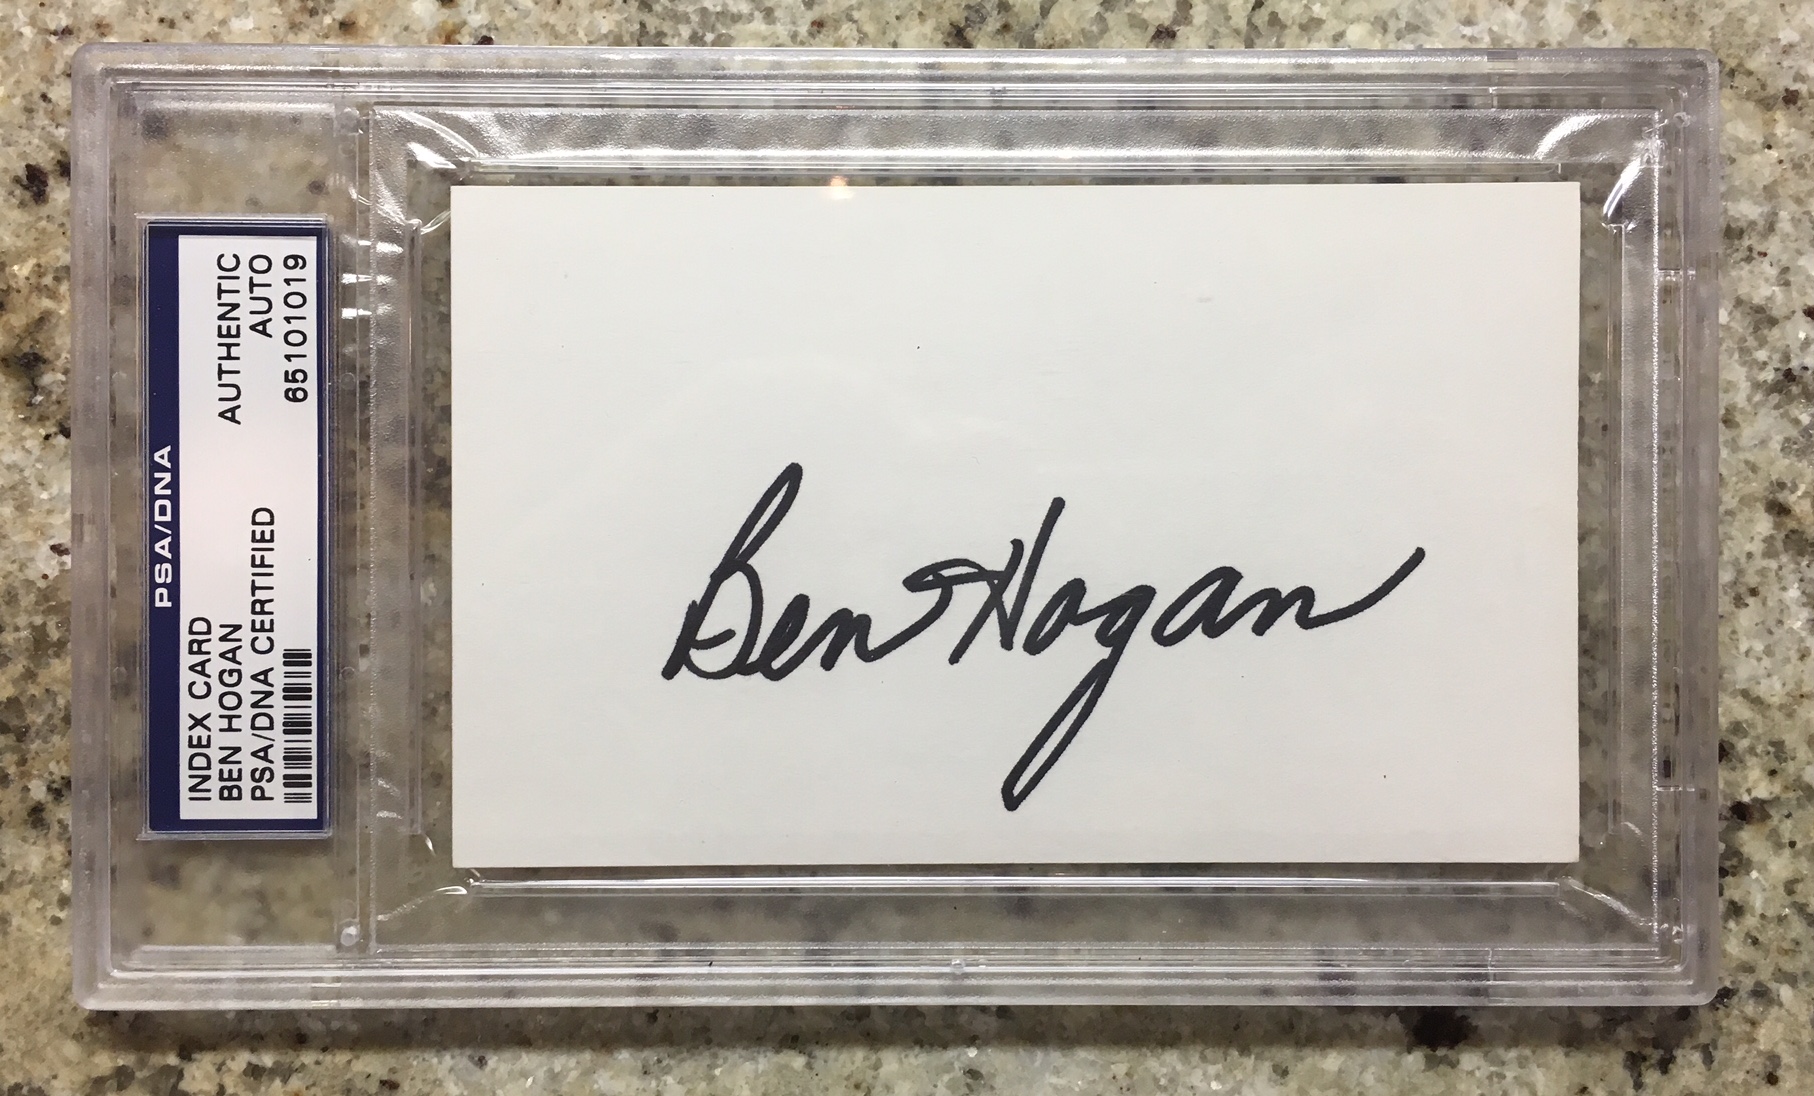 PSA/DNA
INDEX CARD
BEN HOGAN
PSA/DNA CERTIFIED
AUTHENTIC
AUTO
65101019
Ben Hogan